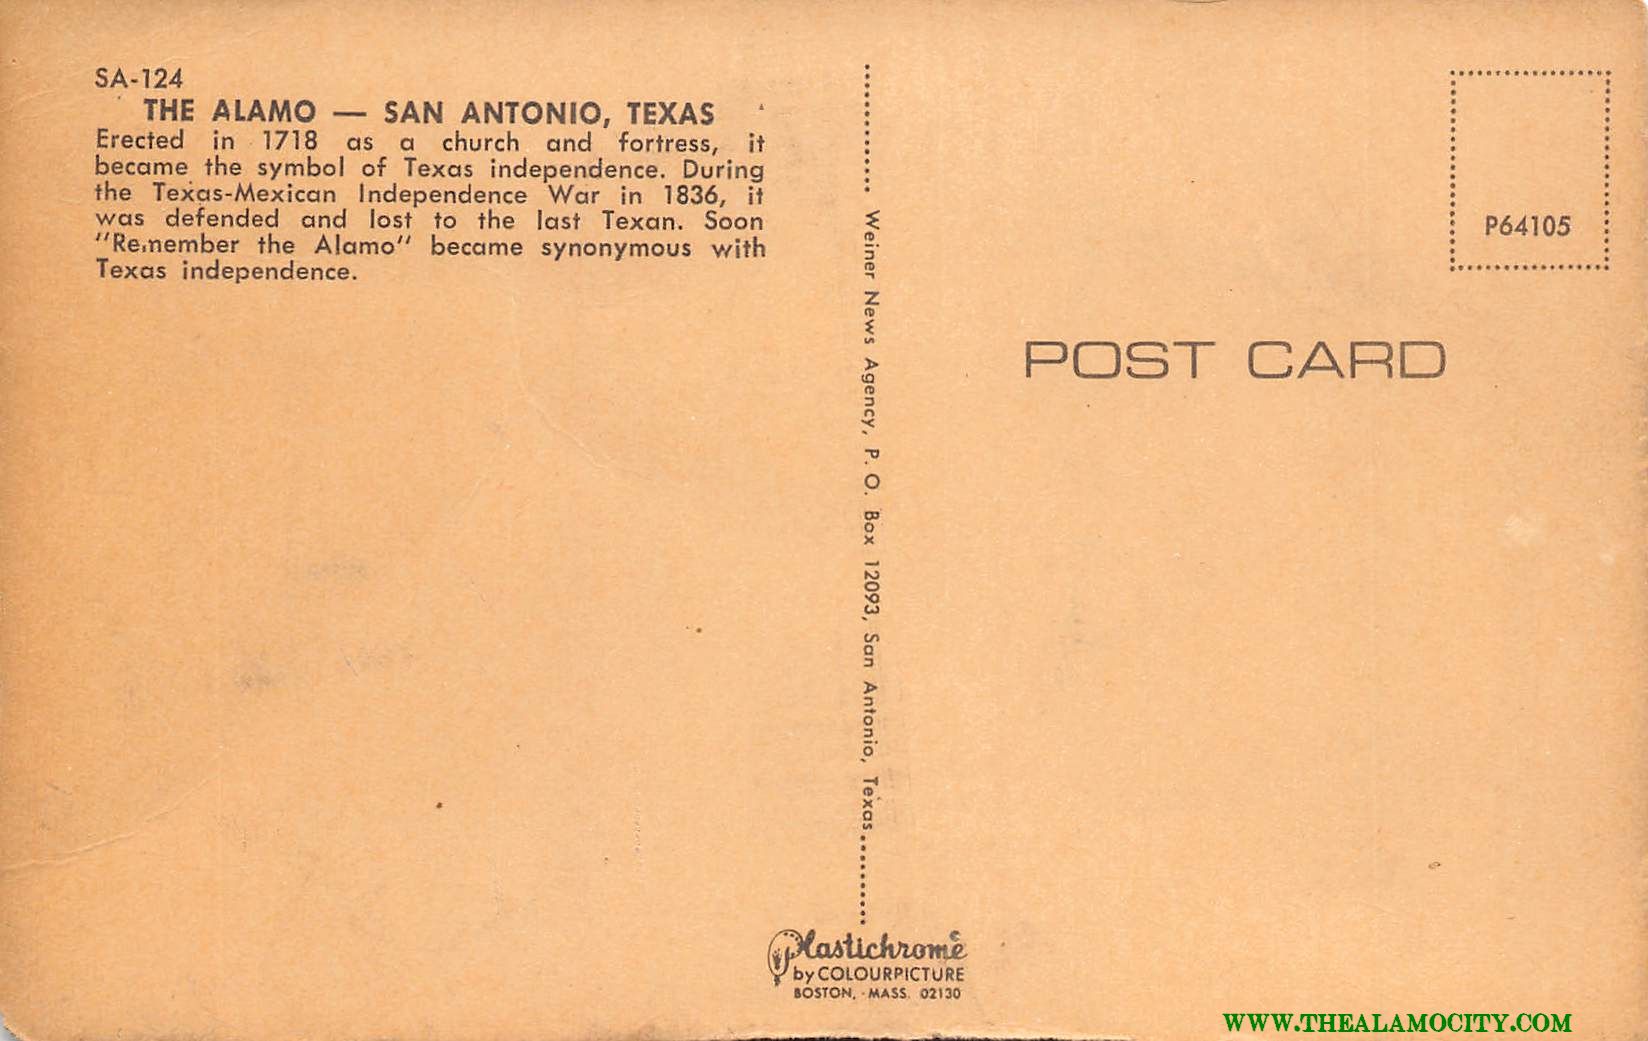 SA-124
THE ALAMO — SAN ANTONIO, TEXAS
Erected in 1718 as a church and fortress, it
became the symbol of Texas independence. During
the Texas-Mexican Independence War in 1836, it
was defended and lost to the last Texan. Soon
"Remember the Alamo" became synonymous with
Texas independence.
Weiner News Agency, P. O. Box 12093, San Antonio, Texas
P64105
POST CARD
Plastichrome®
by COLOURPICTURE
BOSTON, MASS. 02130
WWW.THEALAMOCITY.COM